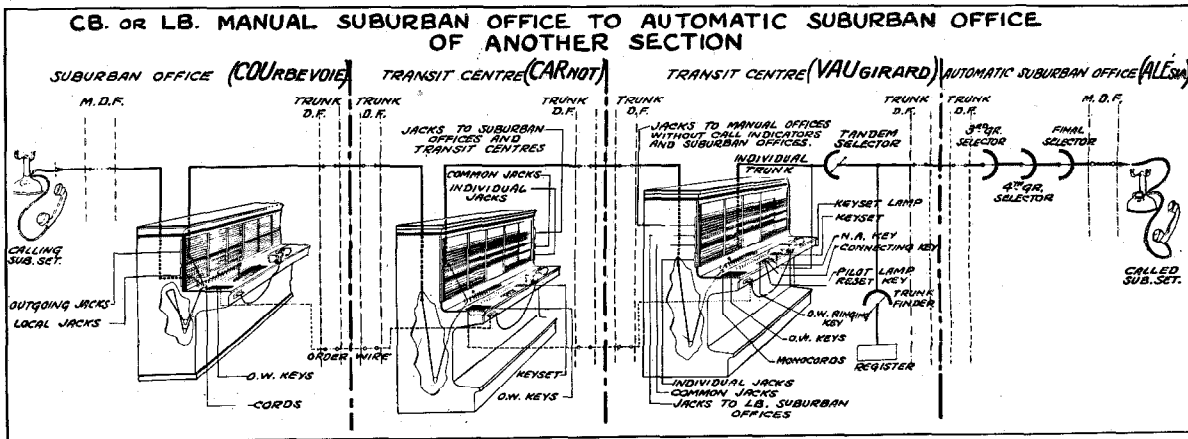 CB. OR LB. MANUAL SUBURBAN OFFICE TO AUTOMATIC SUBURBAN OFFICE
OF ANOTHER SECTION
SUBURBAN OFFICE (COURBEVOIE)
M.D.F.
TRUNK
D.F.
CALLING
SUB. SET.
OUTGOING JACKS
LOCAL JACKS
O.W. KEYS
CORDS
ORDER WIRE
TRANSIT CENTRE (CARNOT)
TRUNK
D.F.
TRUNK
D.F.
JACKS TO SUBURBAN
OFFICES AND
TRANSIT CENTRES
COMMON JACKS
INDIVIDUAL
JACKS
KEYSET
O.W. KEYS
TRANSIT CENTRE (VAUGIRARD)
TRUNK
D.F.
TRUNK
D.F.
JACKS TO MANUAL OFFICES
WITHOUT CALL INDICATORS
AND SUBURBAN OFFICES.
TANDEM
SELECTOR
INDIVIDUAL
TRUNK
KEYSET LAMP
KEYSET
N.A. KEY
CONNECTING KEY
PILOT LAMP
RESET KEY
TRUNK
FINDER
O.W. RINGING
KEY
O.W. KEYS
MONOCORDS
REGISTER
INDIVIDUAL JACKS
COMMON JACKS
JACKS TO LB. SUBURBAN
OFFICES
AUTOMATIC SUBURBAN OFFICE (ALÉSIA)
TRUNK
D.F.
M.D.F.
3RD GR.
SELECTOR
FINAL
SELECTOR
4TH GR.
SELECTOR
CALLED
SUB. SET.